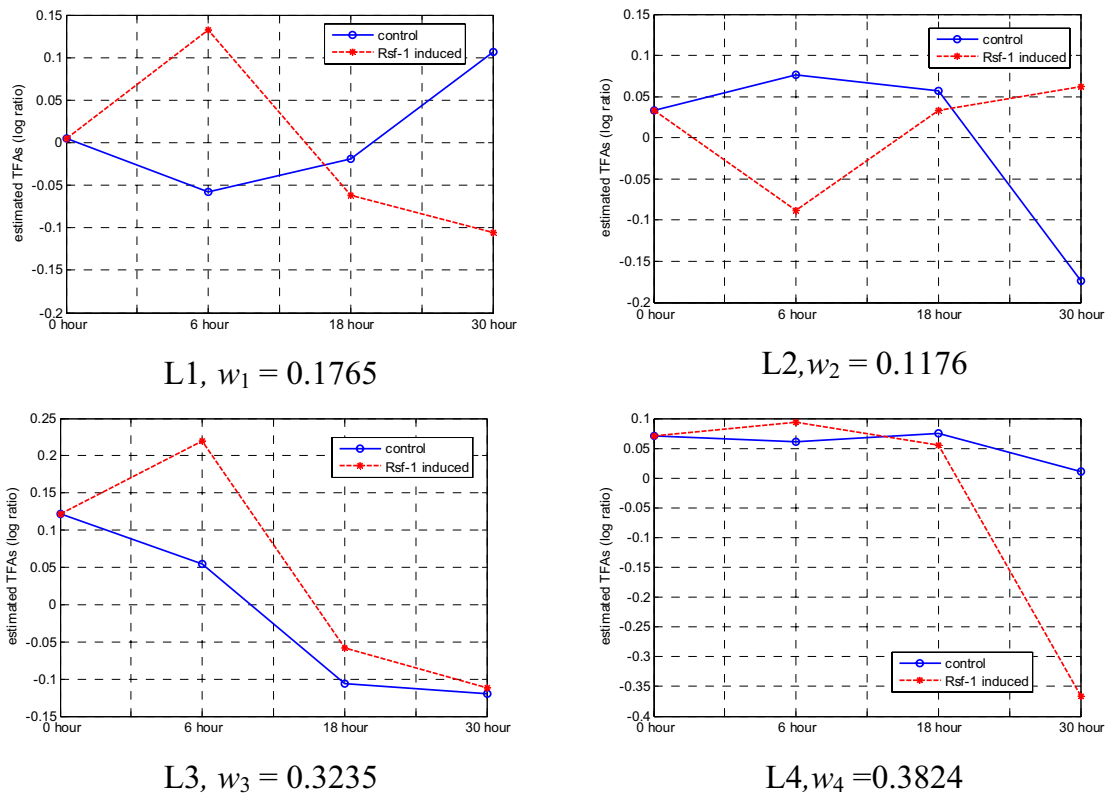 0.15
0.1
0.05
0
-0.05
-0.1
-0.15
-0.2
estimated TFAs (log ratio)
control
Rsf-1 induced
0 hour 6 hour 18 hour 30 hour
L1, w1 = 0.1765
0.15
0.1
0.05
0
-0.05
-0.1
-0.15
-0.2
estimated TFAs (log ratio)
control
Rsf-1 induced
0 hour 6 hour 18 hour 30 hour
L2,w2 = 0.1176
0.25
0.2
0.15
0.1
0.05
0
-0.05
-0.1
-0.15
estimated TFAs (log ratio)
control
Rsf-1 induced
0 hour 6 hour 18 hour 30 hour
L3, w3 = 0.3235
0.1
0.05
0
-0.05
-0.1
-0.15
-0.2
-0.25
-0.3
-0.35
-0.4
estimated TFAs (log ratio)
control
Rsf-1 induced
0 hour 6 hour 18 hour 30 hour
L4,w4 =0.3824